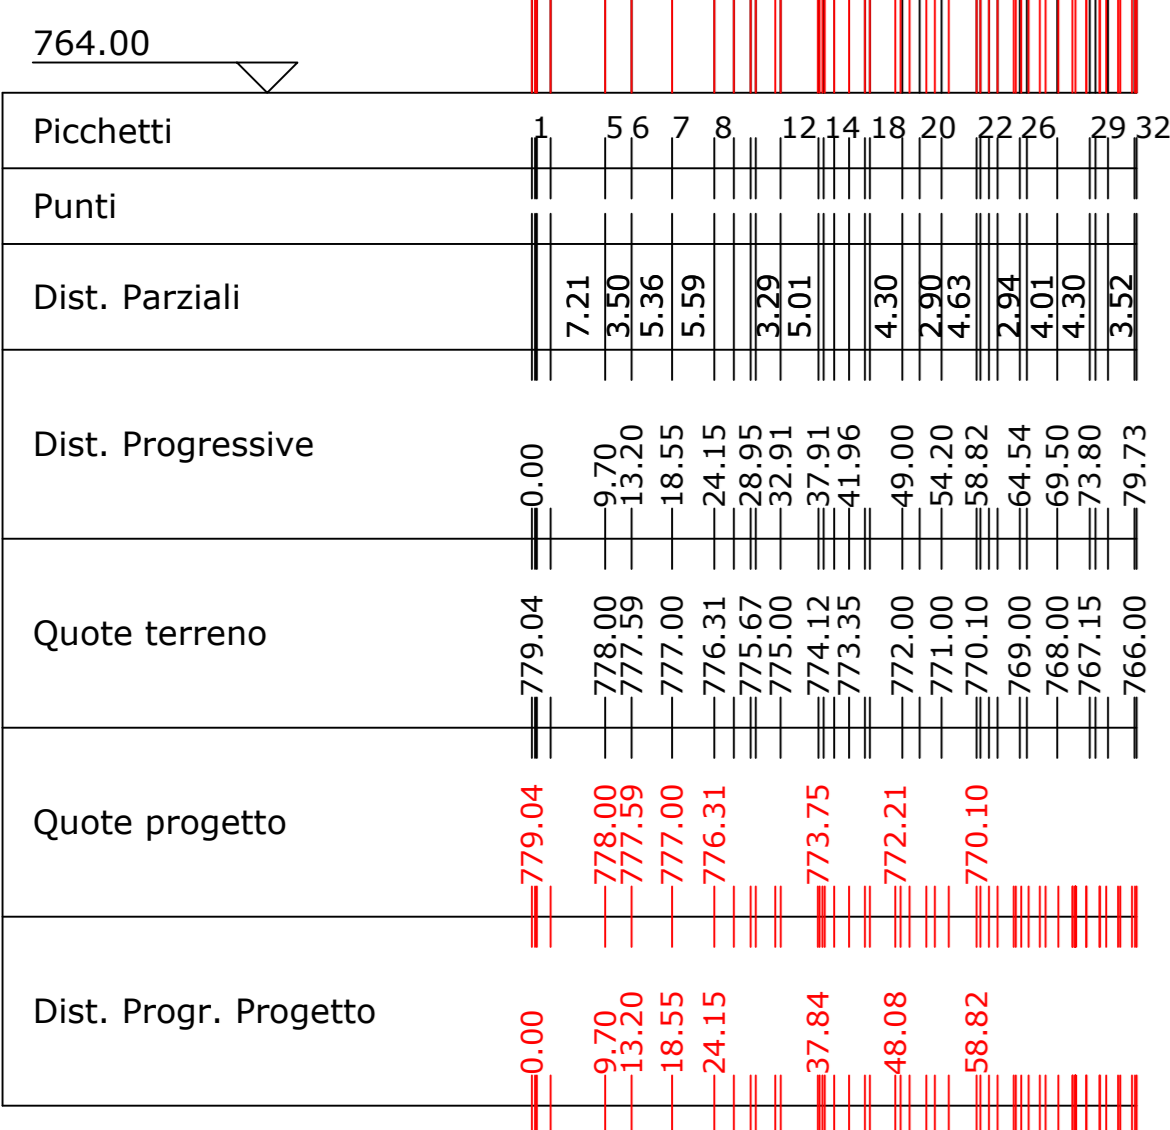 764.00
Picchetti 1 5 6 7 8 12 14 18 20 22 26 29 32
Punti
Dist. Parziali 7.21 3.50 5.36 5.59 3.29 5.01 4.30 2.90 4.63 2.94 4.01 4.30 3.52
Dist. Progressive 0.00 9.70 13.20 18.55 24.15 28.95 32.91 37.91 41.96 49.00 54.20 58.82 64.54 69.50 73.80 79.73
Quote terreno 779.04 778.00 777.59 777.00 776.31 775.67 775.00 774.12 773.35 772.00 771.00 770.10 769.00 768.00 767.15 766.00
Quote progetto 779.04 778.00 777.59 777.00 776.31 773.75 772.21 770.10
Dist. Progr. Progetto 0.00 9.70 13.20 18.55 24.15 37.84 48.08 58.82